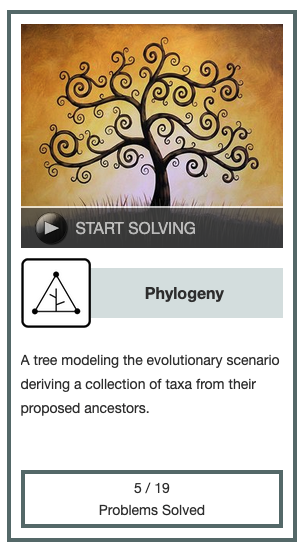 START SOLVING
Phylogeny
A tree modeling the evolutionary scenario
deriving a collection of taxa from their
proposed ancestors.
5 / 19
Problems Solved